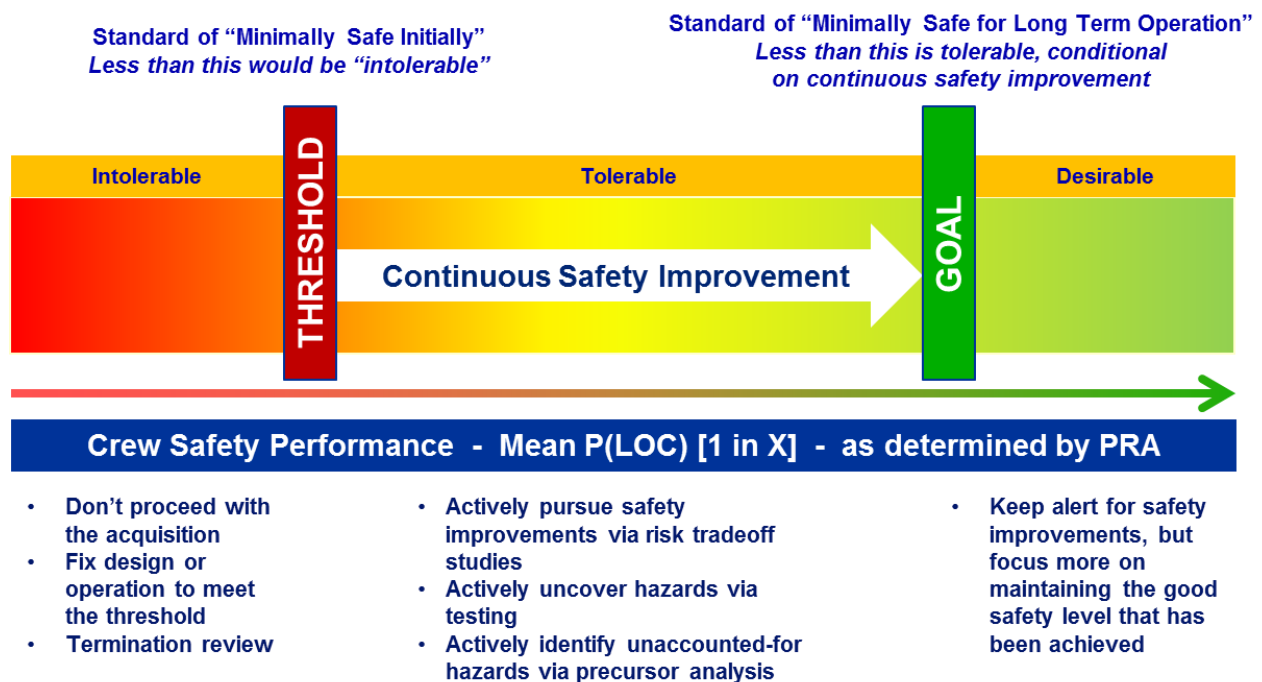 Standard of “Minimally Safe Initially”
Less than this would be “intolerable”
Standard of “Minimally Safe for Long Term Operation”
Less than this is tolerable, conditional
on continuous safety improvement
Intolerable
THRESHOLD
Tolerable
GOAL
Desirable
Continuous Safety Improvement
Crew Safety Performance - Mean P(LOC) [1 in X] - as determined by PRA
• Don’t proceed with
the acquisition
• Fix design or
operation to meet
the threshold
• Termination review
• Actively pursue safety
improvements via risk tradeoff
studies
• Actively uncover hazards via
testing
• Actively identify unaccounted-for
hazards via precursor analysis
• Keep alert for safety
improvements, but
focus more on
maintaining the good
safety level that has
been achieved